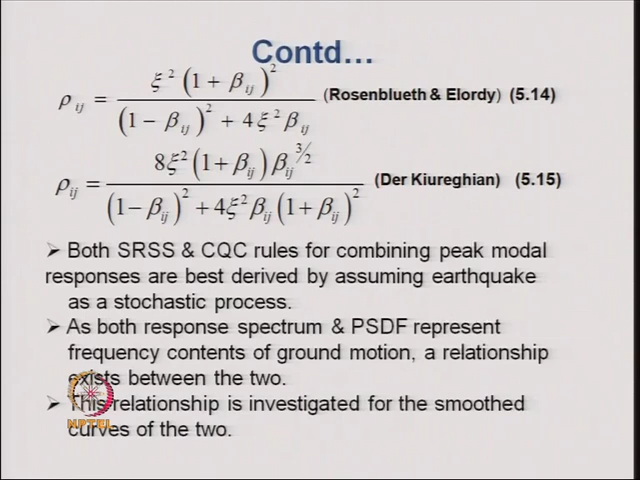 Contd…
ρij = ξ² (1 + βij)² / ((1 − βij)² + 4ξ² βij) (Rosenblueth & Elordy) (5.14)
ρij = 8ξ² (1 + βij) βij^3/2 / ((1 − βij)² + 4ξ² βij (1 + βij)²) (Der Kiureghian) (5.15)
➢ Both SRSS & CQC rules for combining peak modal
responses are best derived by assuming earthquake
as a stochastic process.
➢ As both response spectrum & PSDF represent
frequency contents of ground motion, a relationship
exists between the two.
➢ This relationship is investigated for the smoothed
curves of the two.
NPTEL